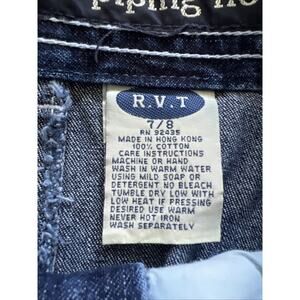 piping
R.V.T
7/8
RN 92435
MADE IN HONG KONG
100% COTTON
CARE INSTRUCTIONS
MACHINE OR HAND
WASH IN WARM WATER
USING MILD SOAP OR
DETERGENT NO BLEACH
TUMBLE DRY LOW WITH
LOW HEAT IF PRESSING
DESIRED USE WARM
NEVER HOT IRON
WASH SEPARATELY